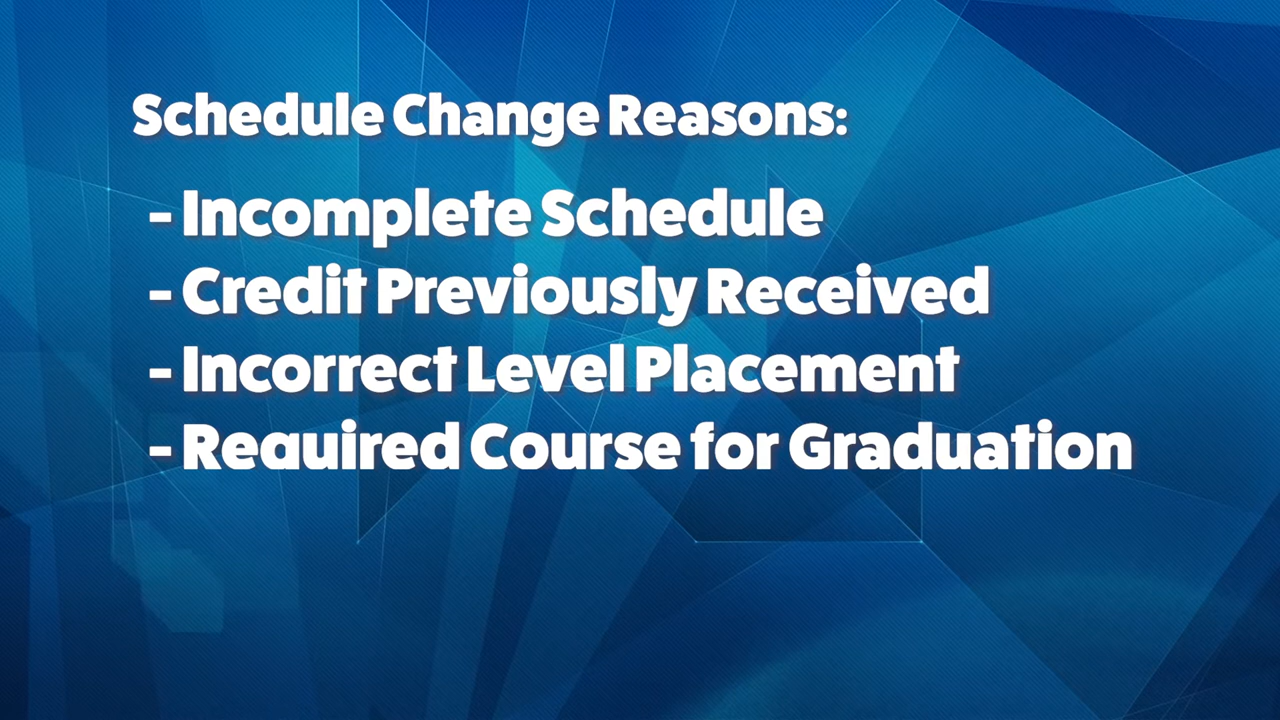 Schedule Change Reasons:
- Incomplete Schedule
- Credit Previously Received
- Incorrect Level Placement
- Required Course for Graduation